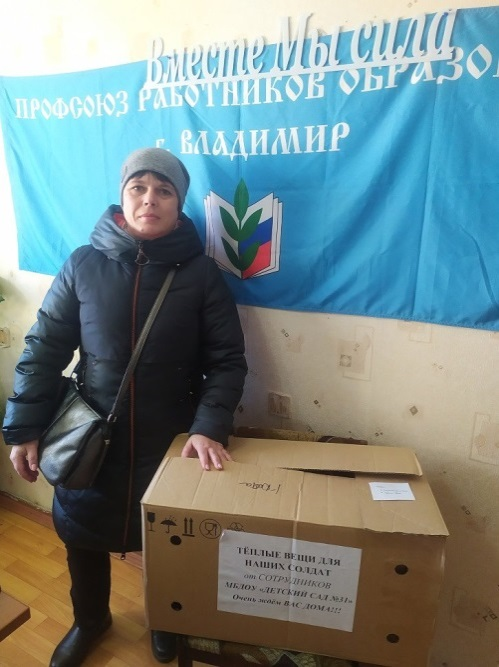 Вместе Мы сила
ПРОФСОЮЗ РАБОТНИКОВ ОБРАЗО
г. ВЛАДИМИР
ТЁПЛЫЕ ВЕЩИ ДЛЯ
НАШИХ СОЛДАТ
от СОТРУДНИКОВ
МБДОУ «ДЕТСКИЙ САД №31»
Очень ждём ВАС ДОМА!!!